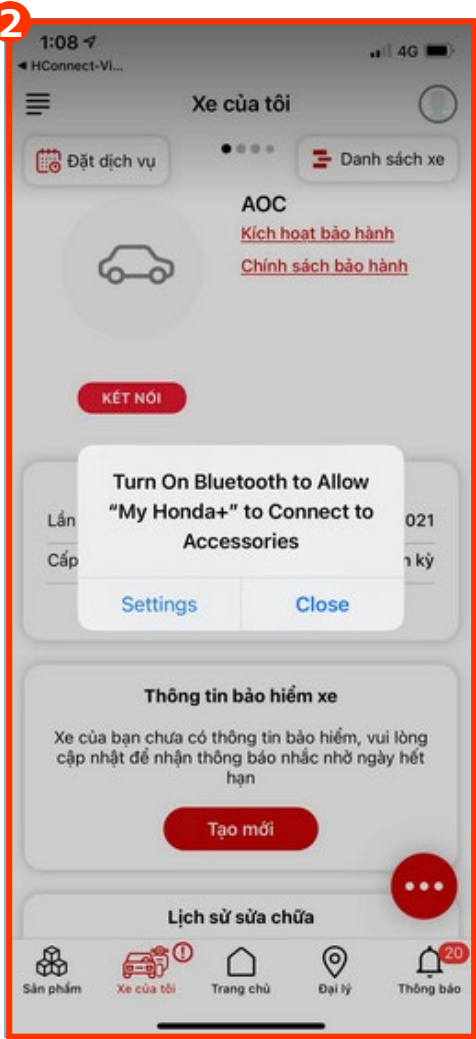 2
1:08
4G
HConnect-Vi...
Xe của tôi
Đặt dịch vụ
Danh sách xe
AOC
Kích hoạt bảo hành
Chính sách bảo hành
KẾT NỐI
Turn On Bluetooth to Allow
“My Honda+” to Connect to
Accessories
Settings
Close
Lần
021
Cấp
kỳ
Thông tin bảo hiểm xe
Xe của bạn chưa có thông tin bảo hiểm, vui lòng
cập nhật để nhận thông báo nhắc nhở ngày hết
hạn
Tạo mới
Lịch sử sửa chữa
Sản phẩm
Xe của tôi
Trang chủ
Đại lý
20
Thông báo